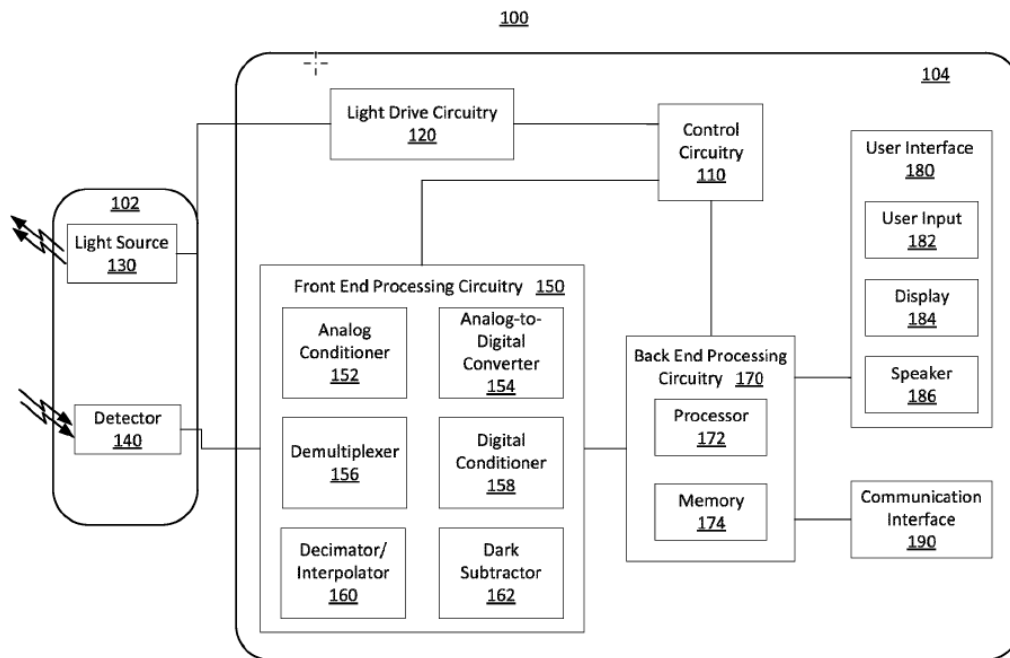 100
104
Light Drive Circuitry
120
Control
Circuitry
110
User Interface
180
User Input
182
Display
184
Speaker
186
102
Light Source
130
Detector
140
Front End Processing Circuitry 150
Analog
Conditioner
152
Analog-to-
Digital
Converter
154
Demultiplexer
156
Digital
Conditioner
158
Decimator/
Interpolator
160
Dark
Subtractor
162
Back End Processing
Circuitry 170
Processor
172
Memory
174
Communication
Interface
190